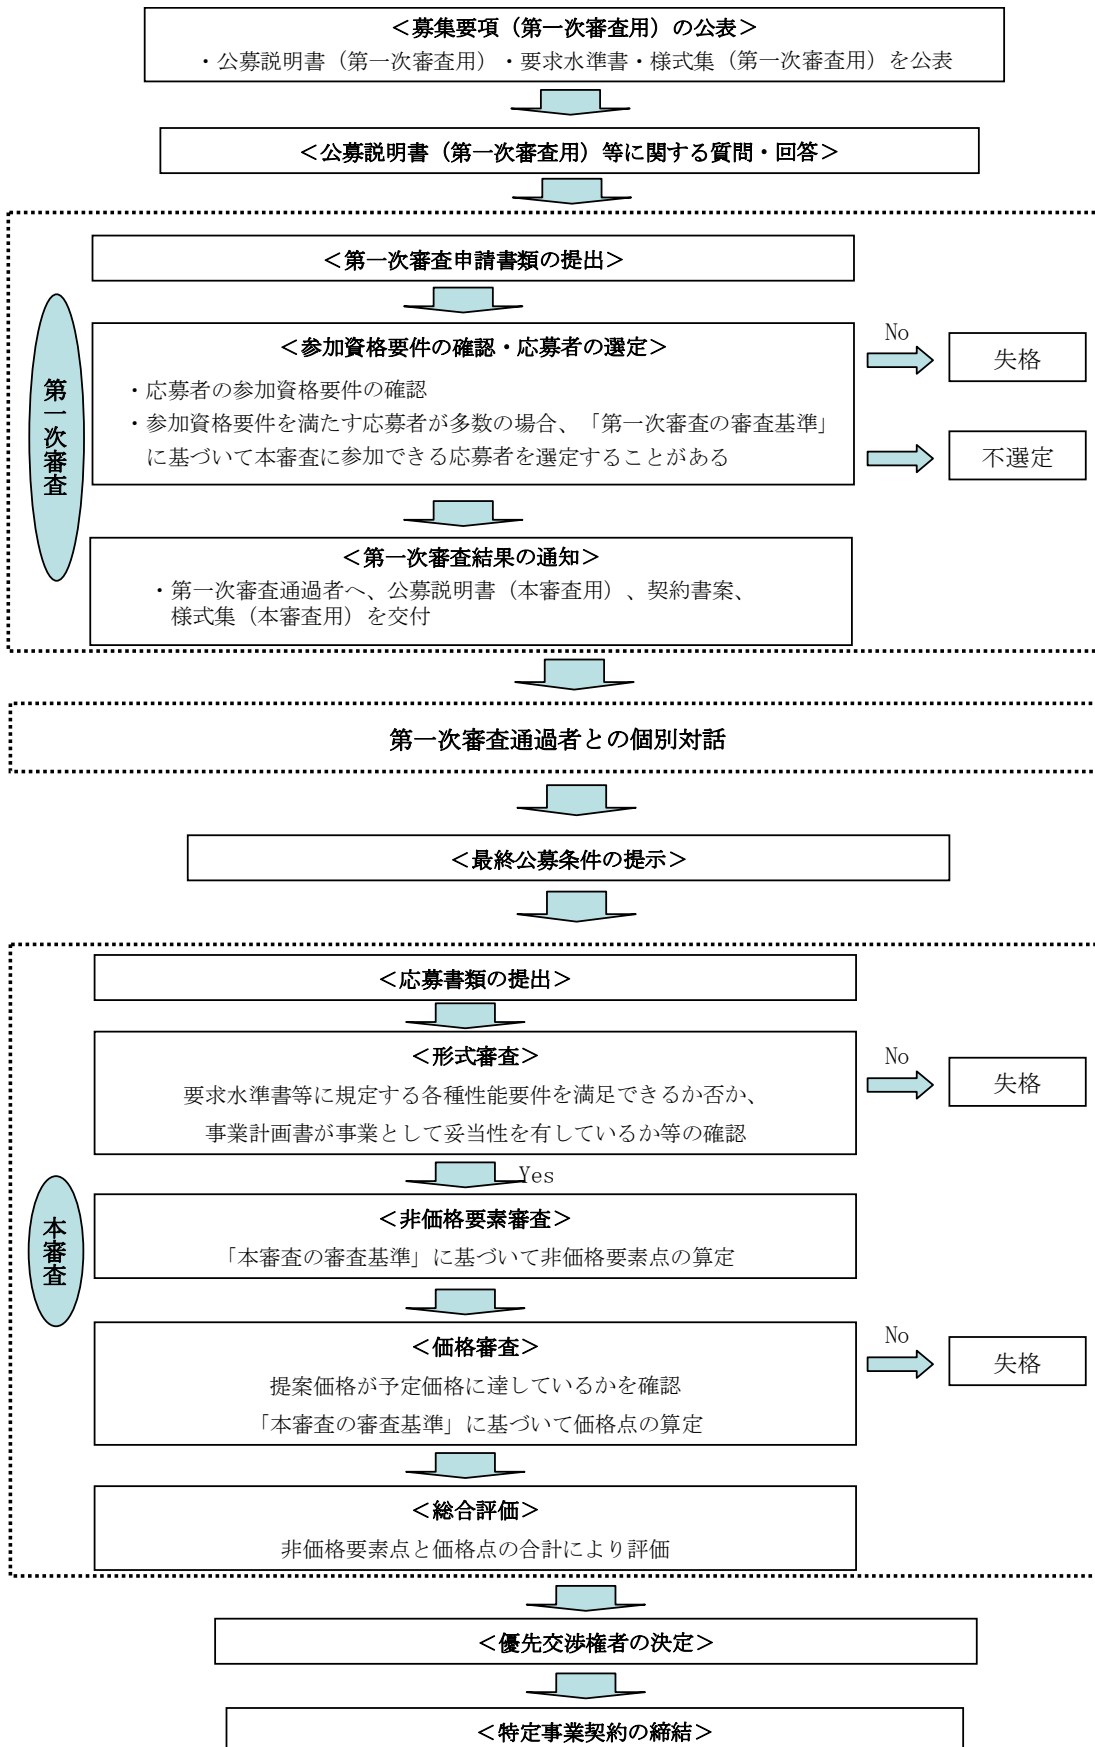 ＜募集要項（第一次審査用）の公表＞
・公募説明書（第一次審査用）・要求水準書・様式集（第一次審査用）を公表
＜公募説明書（第一次審査用）等に関する質問・回答＞
第一次審査
＜第一次審査申請書類の提出＞
＜参加資格要件の確認・応募者の選定＞
・応募者の参加資格要件の確認
・参加資格要件を満たす応募者が多数の場合、「第一次審査の審査基準」
に基づいて本審査に参加できる応募者を選定することがある
No
失格
不選定
＜第一次審査結果の通知＞
・第一次審査通過者へ、公募説明書（本審査用）、契約書案、
様式集（本審査用）を交付
第一次審査通過者との個別対話
＜最終公募条件の提示＞
本審査
＜応募書類の提出＞
＜形式審査＞
要求水準書等に規定する各種性能要件を満足できるか否か、
事業計画書が事業として妥当性を有しているか等の確認
No
失格
Yes
＜非価格要素審査＞
「本審査の審査基準」に基づいて非価格要素点の算定
＜価格審査＞
提案価格が予定価格に達しているかを確認
「本審査の審査基準」に基づいて価格点の算定
No
失格
＜総合評価＞
非価格要素点と価格点の合計により評価
＜優先交渉権者の決定＞
＜特定事業契約の締結＞